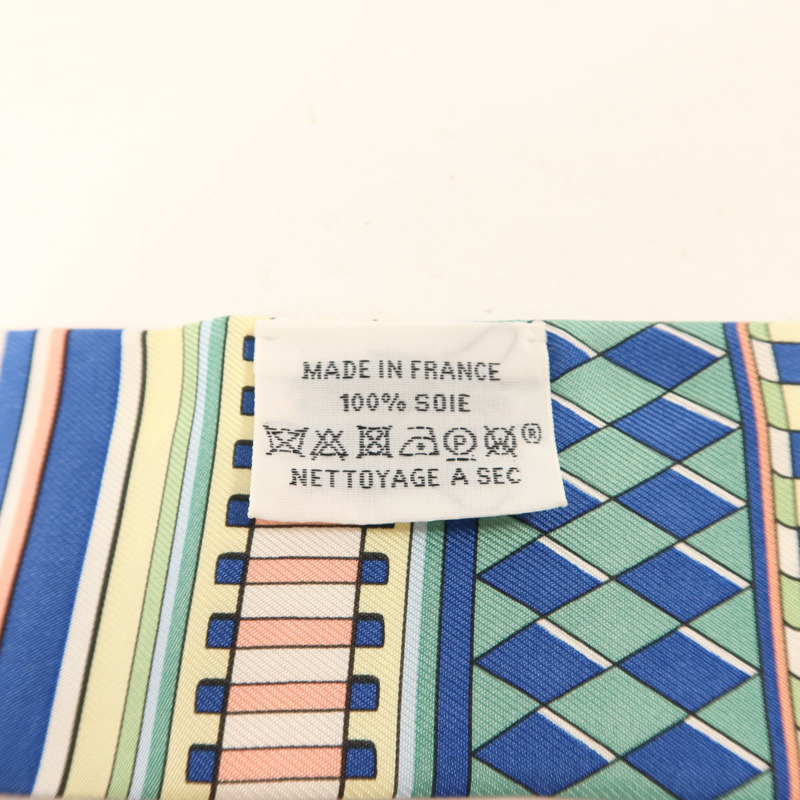 MADE IN FRANCE
100% SOIE
P W ®
NETTOYAGE A SEC